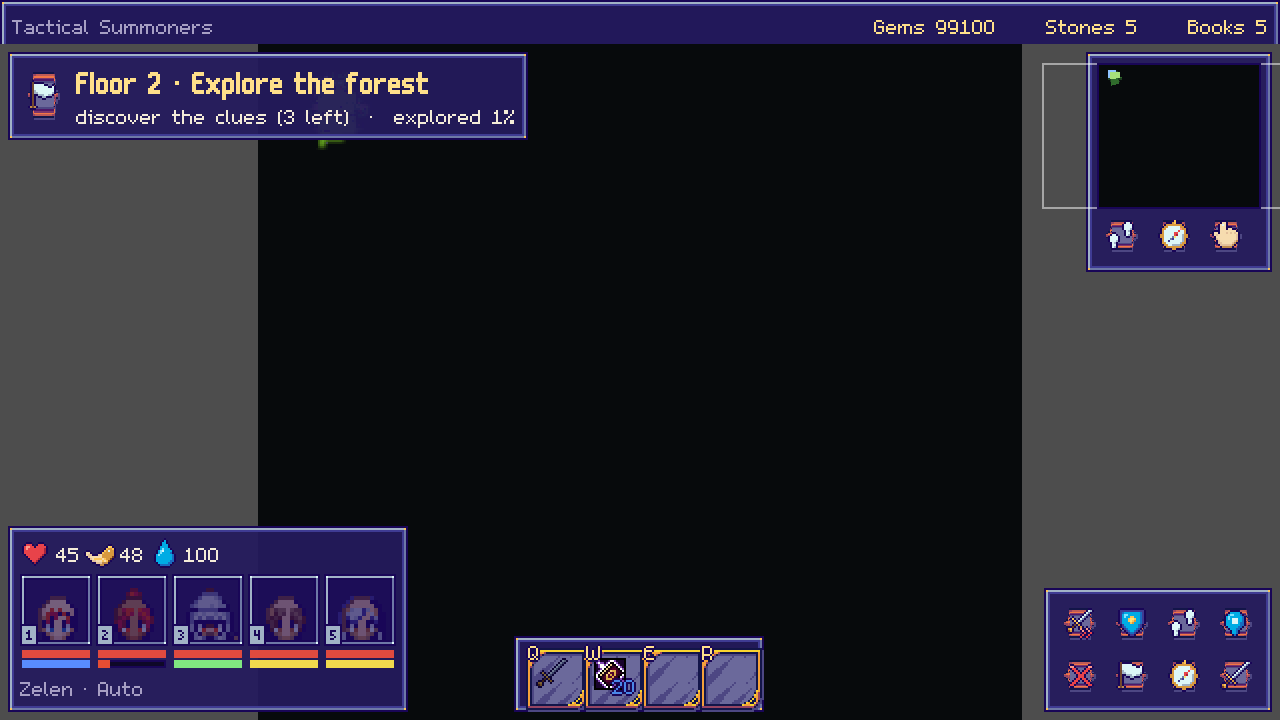 Tactical Summoners
Gems 99100 Stones 5 Books 5
Floor 2 · Explore the forest
discover the clues (3 left) · explored 1%
45 48 100
1 2 3 4 5
Zelen · Auto
Q W E R
20